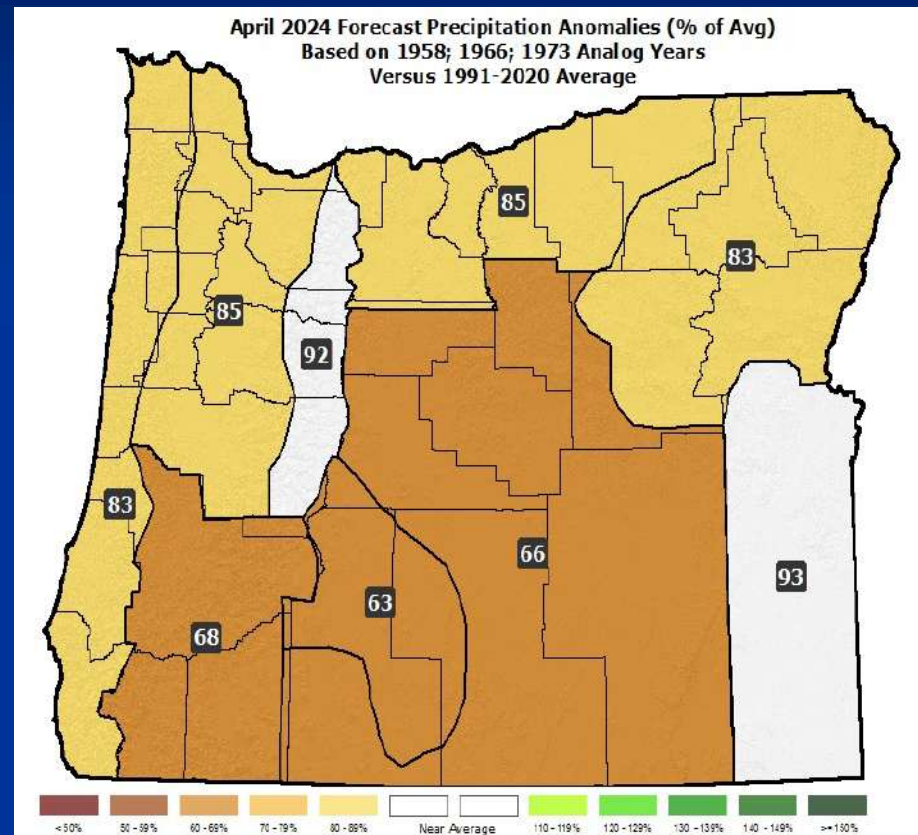 April 2024 Forecast Precipitation Anomalies (% of Avg)
Based on 1958; 1966; 1973 Analog Years
Versus 1991-2020 Average
85
83
85
92
83
66
93
63
68
<50% 50 - 59% 60 - 69% 70 - 79% 80 - 89% Near Average 110 - 119% 120 - 129% 130 - 139% 140 - 149% >=150%